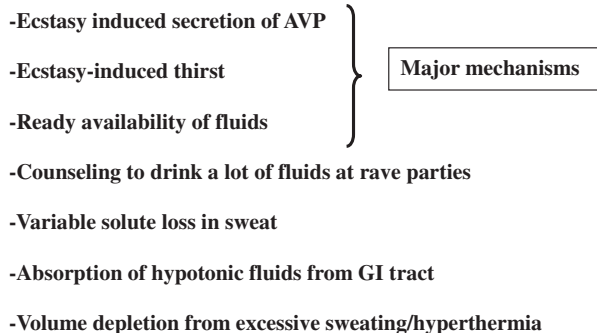 -Ecstasy induced secretion of AVP
-Ecstasy-induced thirst
Major mechanisms
-Ready availability of fluids
-Counseling to drink a lot of fluids at rave parties
-Variable solute loss in sweat
-Absorption of hypotonic fluids from GI tract
-Volume depletion from excessive sweating/hyperthermia